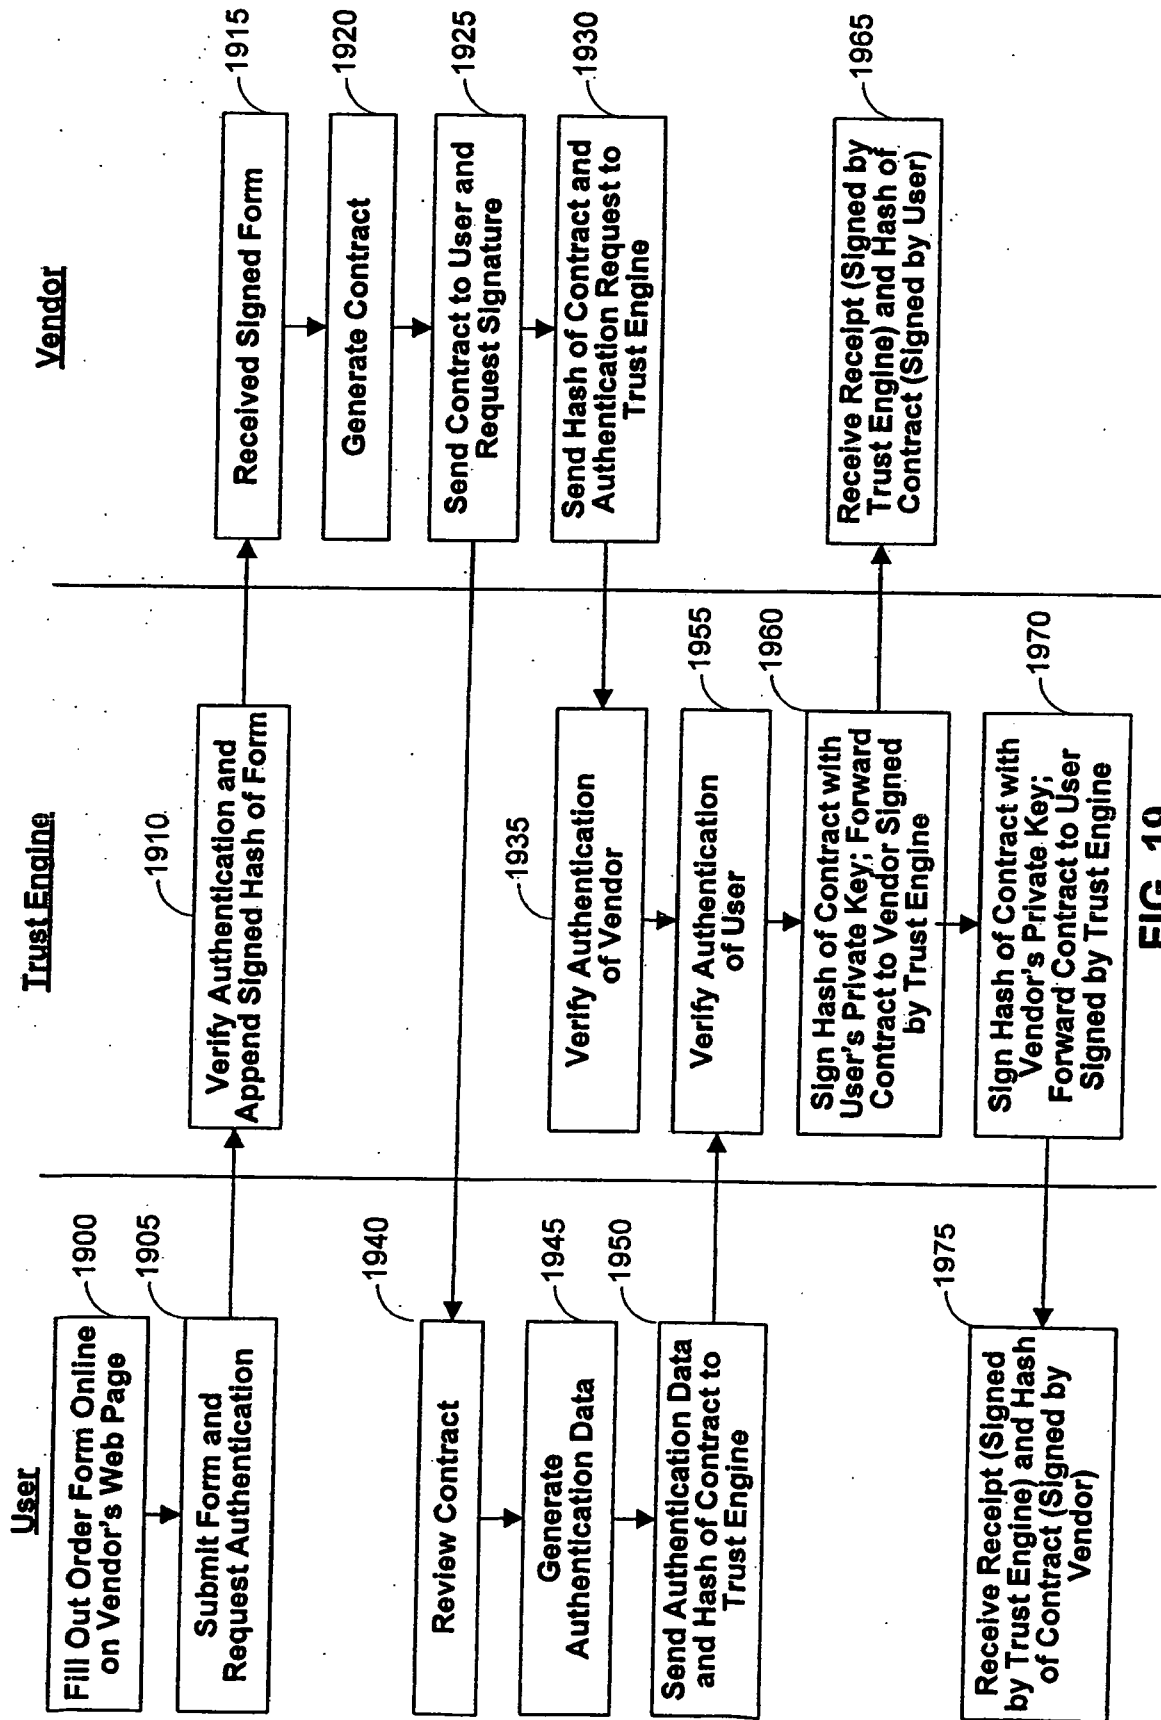 User
Trust Engine
Vendor
Fill Out Order Form Online
on Vendor's Web Page
1900
Submit Form and
Request Authentication
1905
Verify Authentication and
Append Signed Hash of Form
1910
Received Signed Form
1915
Generate Contract
1920
Send Contract to User and
Request Signature
1925
Send Hash of Contract and
Authentication Request to
Trust Engine
1930
Verify Authentication
of Vendor
1935
Review Contract
1940
Generate
Authentication Data
1945
Send Authentication Data
and Hash of Contract to
Trust Engine
1950
Verify Authentication
of User
1955
Sign Hash of Contract with
User's Private Key; Forward
Contract to Vendor Signed
by Trust Engine
1960
Receive Receipt (Signed by
Trust Engine) and Hash of
Contract (Signed by User)
1965
Sign Hash of Contract with
Vendor's Private Key;
Forward Contract to User
Signed by Trust Engine
1970
Receive Receipt (Signed
by Trust Engine) and Hash
of Contract (Signed by
Vendor)
1975
FIG. 19